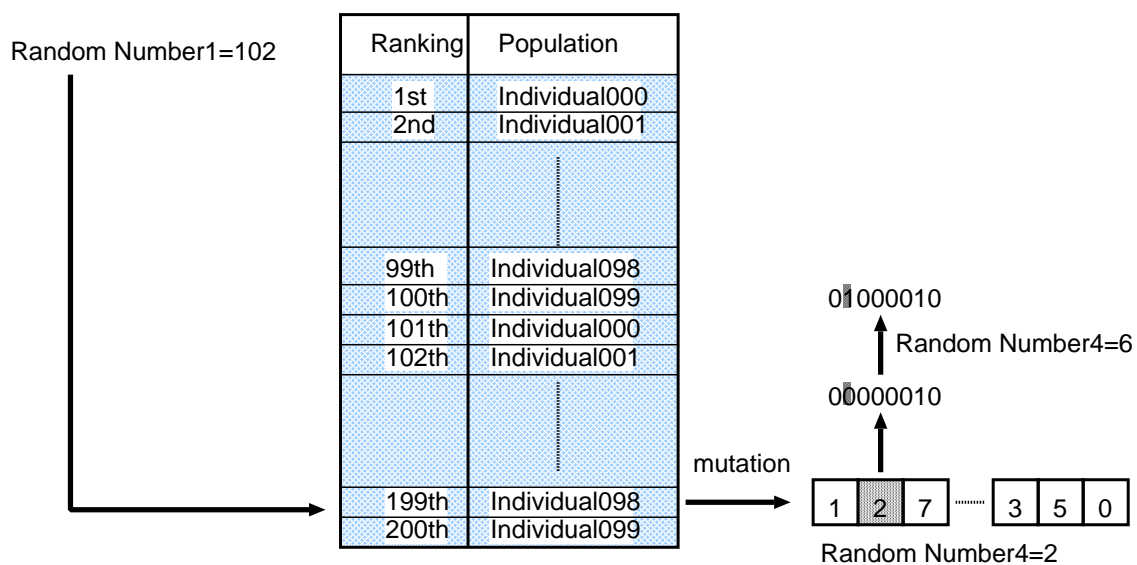 Random Number1=102
Ranking Population
1st Individual000
2nd Individual001
99th Individual098
100th Individual099
101th Individual000
102th Individual001
199th Individual098
200th Individual099
mutation
01000010
Random Number4=6
00000010
1 2 7 3 5 0
Random Number4=2